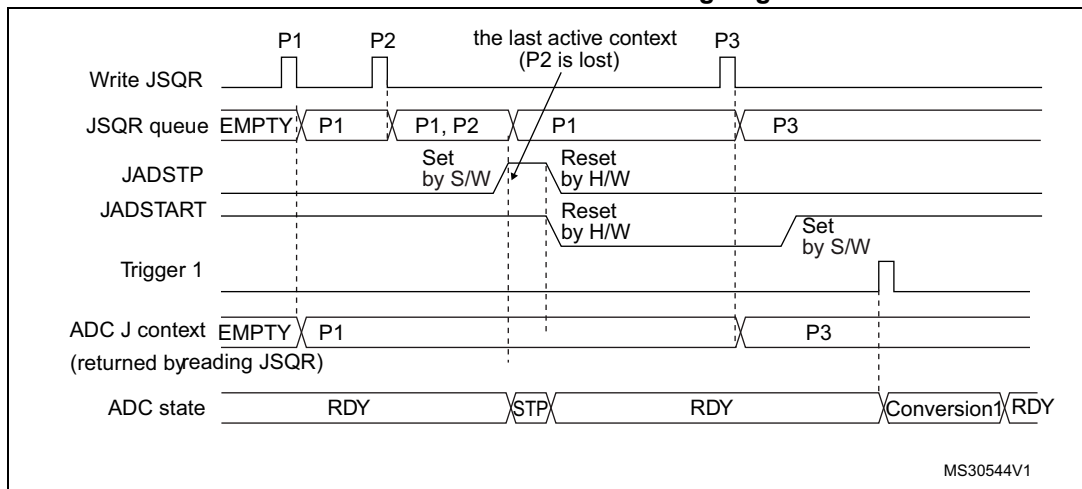 P1 P2 the last active context P3
(P2 is lost)
Write JSQR
JSQR queue EMPTY P1 P1, P2 P1 P3
Set Reset
JADSTP by S/W by H/W
JADSTART Reset Set
by H/W by S/W
Trigger 1
ADC J context EMPTY P1 P3
(returned by reading JSQR)
ADC state RDY STP RDY Conversion1 RDY
MS30544V1